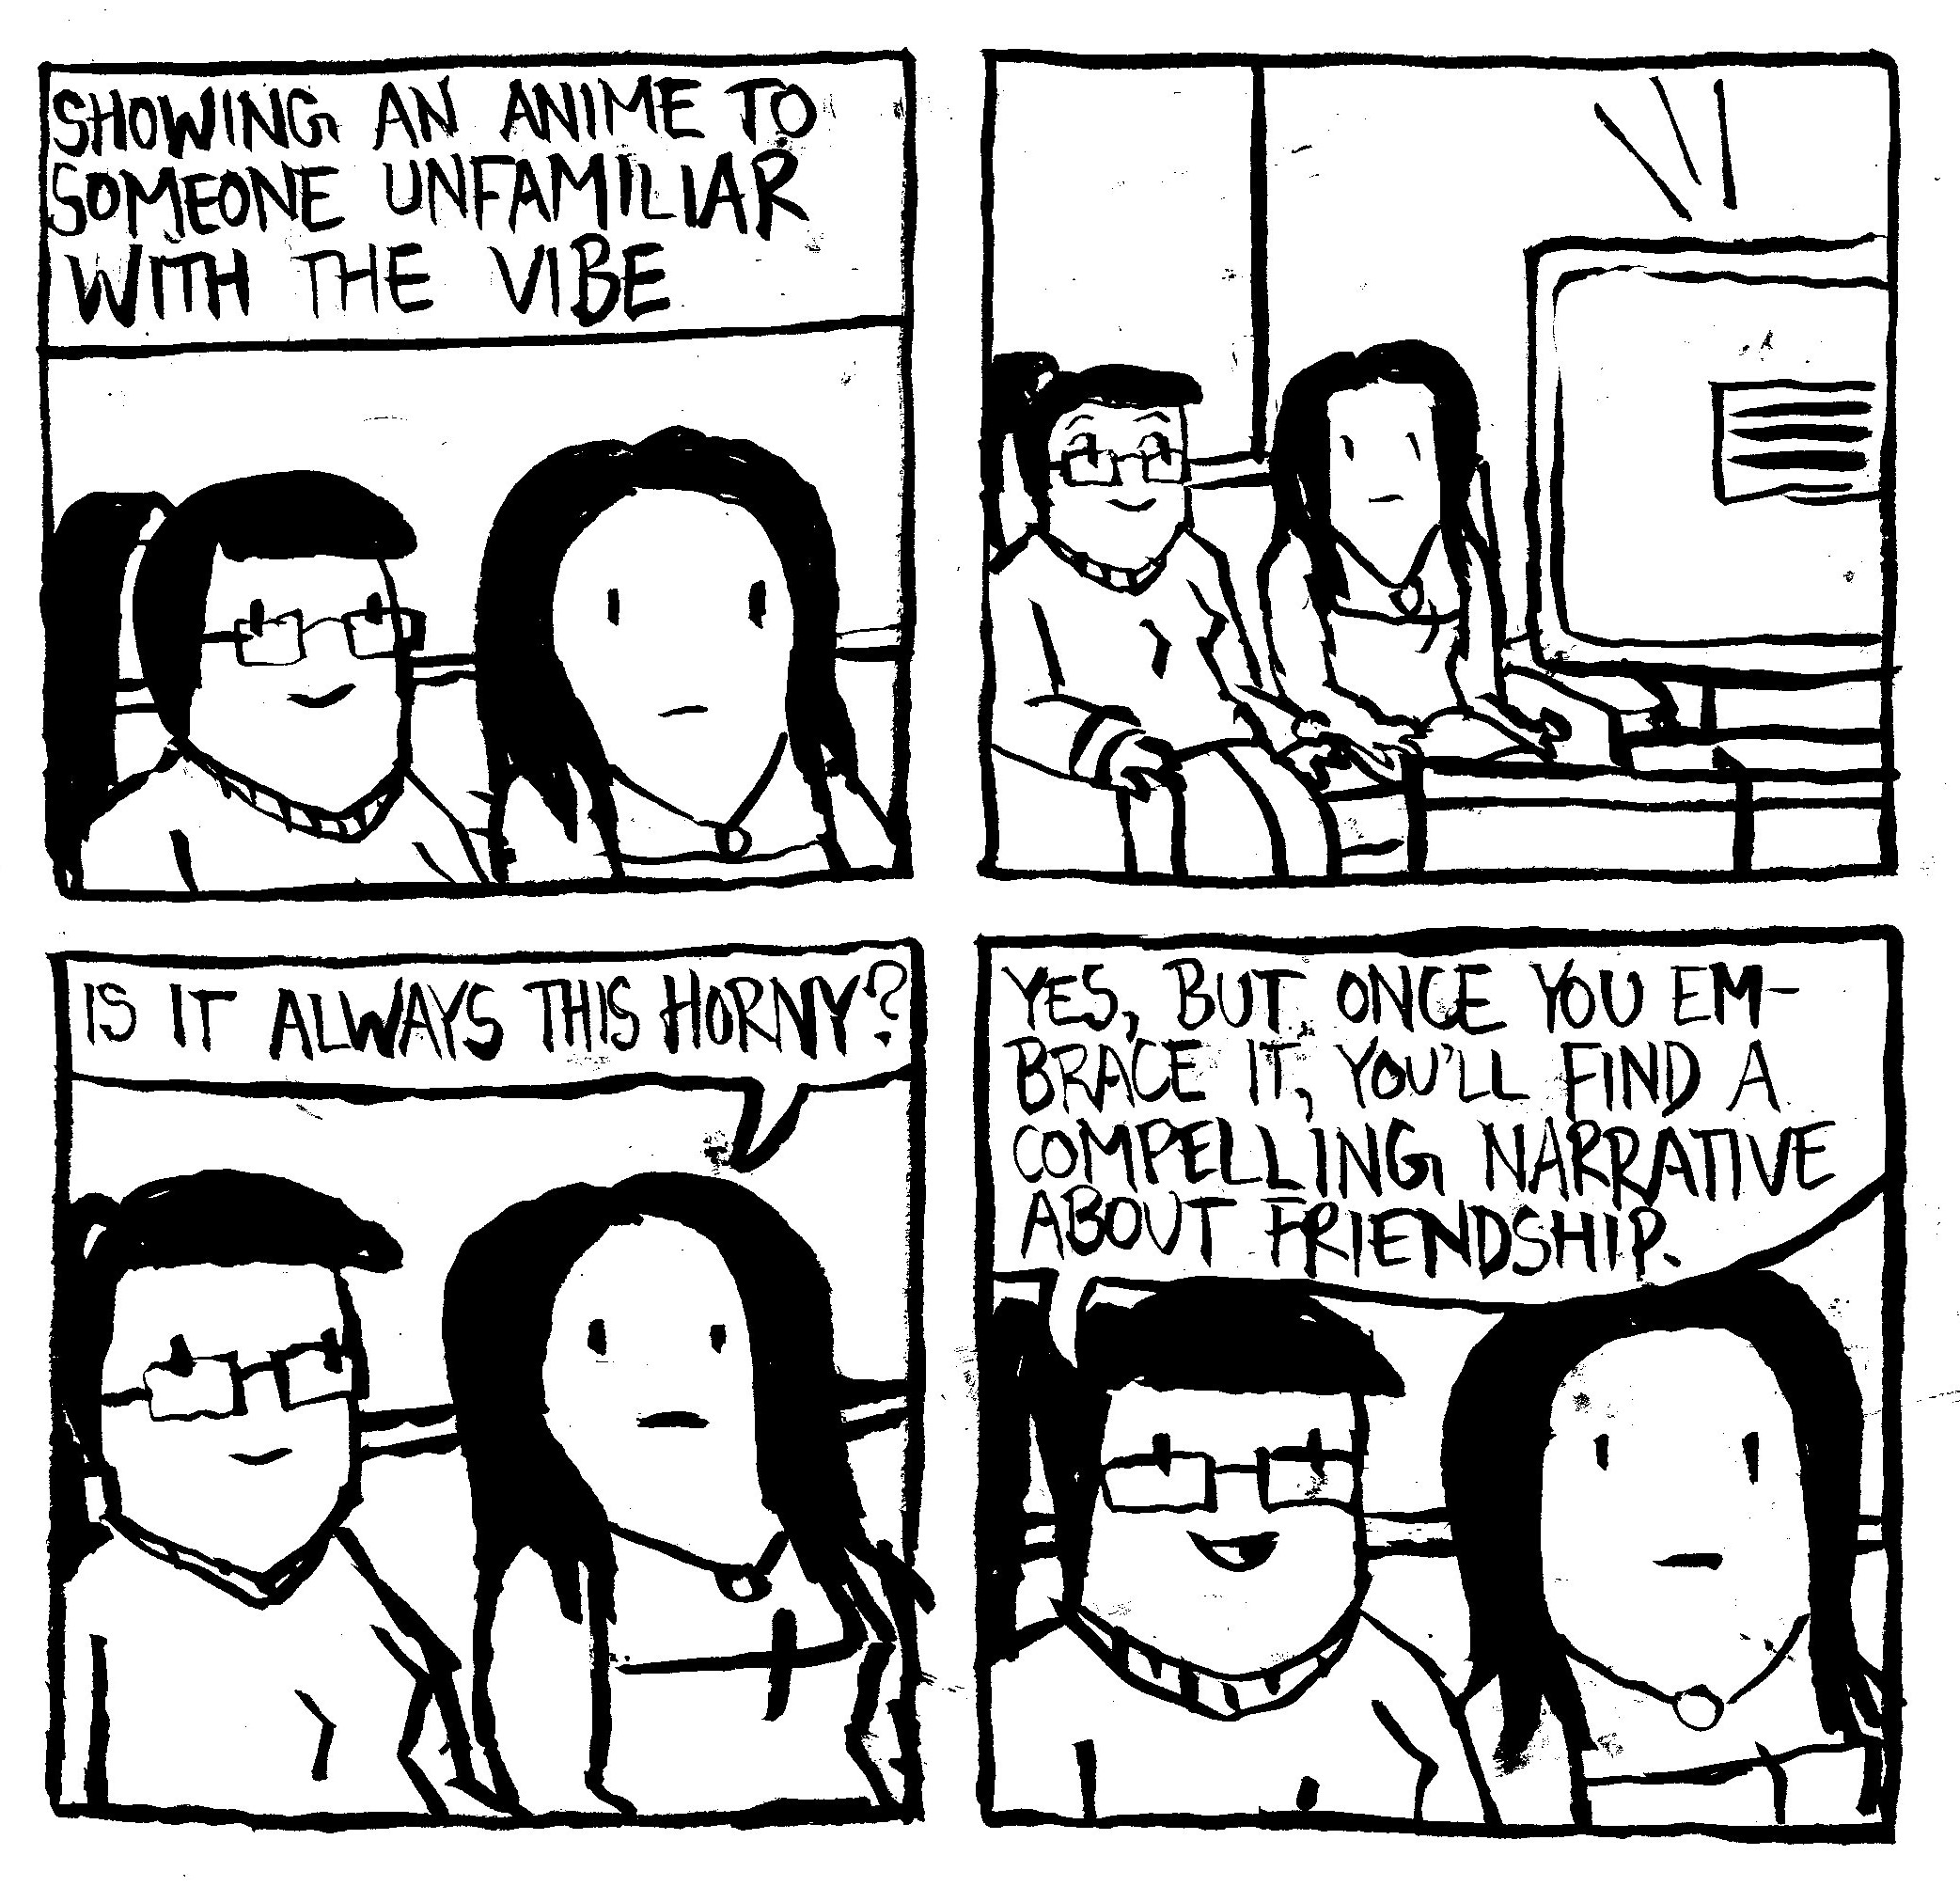 SHOWING AN ANIME TO
SOMEONE UNFAMILIAR
WITH THE VIBE
IS IT ALWAYS THIS HORNY?
YES, BUT ONCE YOU EM-
BRACE IT, YOU'LL FIND A
COMPELLING NARRATIVE
ABOUT FRIENDSHIP.